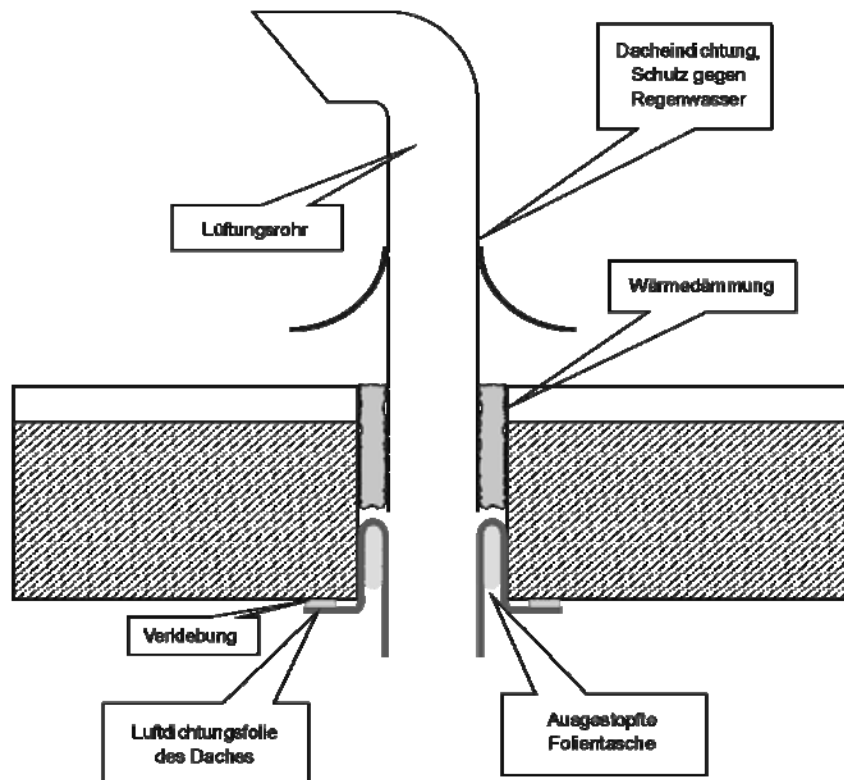 Dacheindichtung,
Schutz gegen
Regenwasser
Lüftungsrohr
Wärmedämmung
Verklebung
Luftdichtungsfolie
des Daches
Ausgestopfte
Folientasche